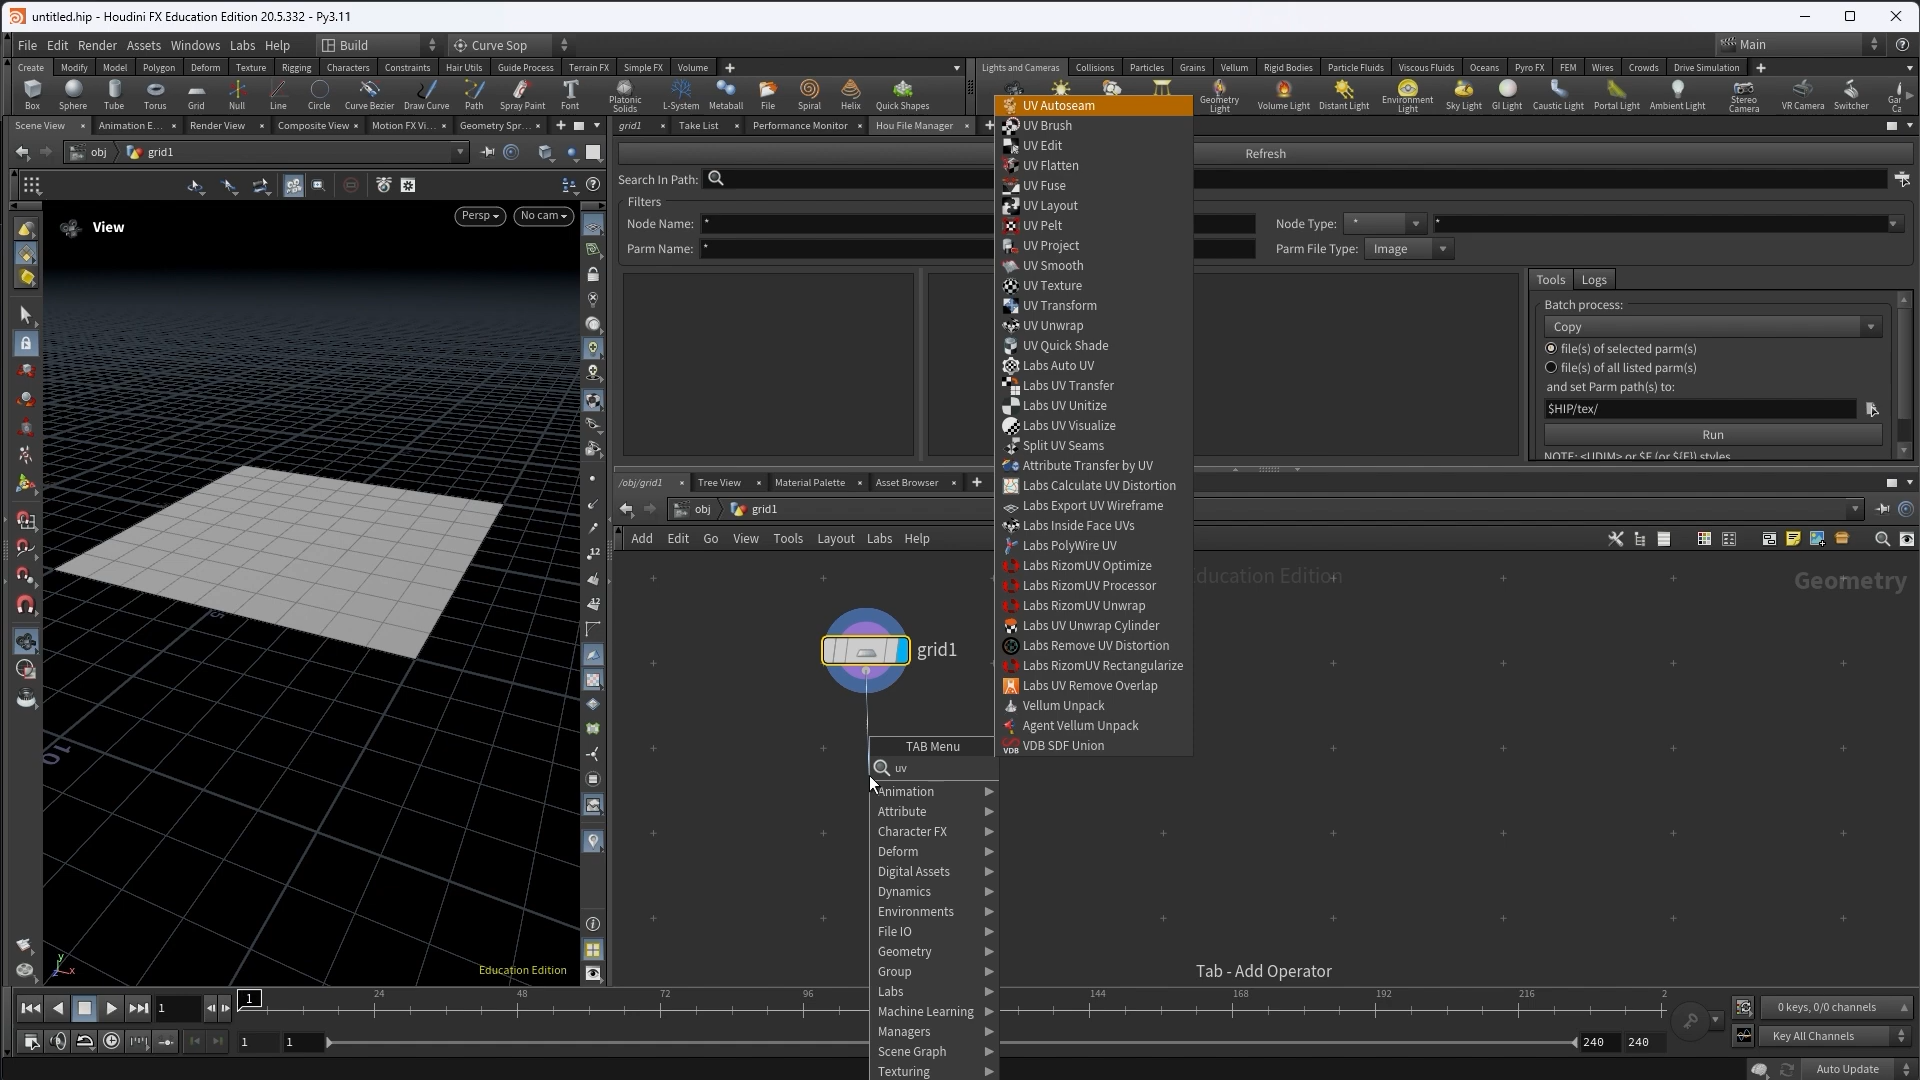 untitled.hip - Houdini FX Education Edition 20.5.332 - Py3.11
File Edit Render Assets Windows Labs Help Build Curve Sop Main
Create Modify Model Polygon Deform Texture Rigging Characters Constraints Hair Utils Guide Process Terrain FX Simple FX Volume
Lights and Cameras Collisions Particles Grains Vellum Rigid Bodies Particle Fluids Viscous Fluids Oceans Pyro FX FEM Wires Crowds Drive Simulation
Box Sphere Tube Torus Grid Null Line Circle Curve Bezier Draw Curve Path Spray Paint Font Platonic Solids L-System Metaball File Spiral Helix Quick Shapes
Geometry Light Volume Light Distant Light Environment Light Sky Light GI Light Caustic Light Portal Light Ambient Light Stereo Camera VR Camera Switcher
Scene View Animation E... Render View Composite View Motion FX Vi... Geometry Spr...
grid1 Take List Performance Monitor Hou File Manager
obj grid1
Refresh
Search In Path:
Filters
Node Name: * Node Type: * *
Parm Name: * Parm File Type: Image
View
Persp No cam
Tools Logs
Batch process:
Copy
file(s) of selected parm(s)
file(s) of all listed parm(s)
and set Parm path(s) to:
$HIP/tex/
Run
NOTE: <UDIM> or $F (or ${F}) styles
UV Autoseam
UV Brush
UV Edit
UV Flatten
UV Fuse
UV Layout
UV Pelt
UV Project
UV Smooth
UV Texture
UV Transform
UV Unwrap
UV Quick Shade
Labs Auto UV
Labs UV Transfer
Labs UV Unitize
Labs UV Visualize
Split UV Seams
Attribute Transfer by UV
Labs Calculate UV Distortion
Labs Export UV Wireframe
Labs Inside Face UVs
Labs PolyWire UV
Labs RizomUV Optimize
Labs RizomUV Processor
Labs RizomUV Unwrap
Labs UV Unwrap Cylinder
Labs Remove UV Distortion
Labs RizomUV Rectangularize
Labs UV Remove Overlap
Vellum Unpack
Agent Vellum Unpack
VDB SDF Union
/obj/grid1 Tree View Material Palette Asset Browser
obj grid1
Add Edit Go View Tools Layout Labs Help
Education Edition
Geometry
grid1
TAB Menu
uv
Animation
Attribute
Character FX
Deform
Digital Assets
Dynamics
Environments
File IO
Geometry
Group
Labs
Machine Learning
Managers
Scene Graph
Texturing
Tab - Add Operator
Education Edition
1 1 24 48 72 96 144 168 192 216 2
0 keys, 0/0 channels
1 1 240 240 Key All Channels
Auto Update